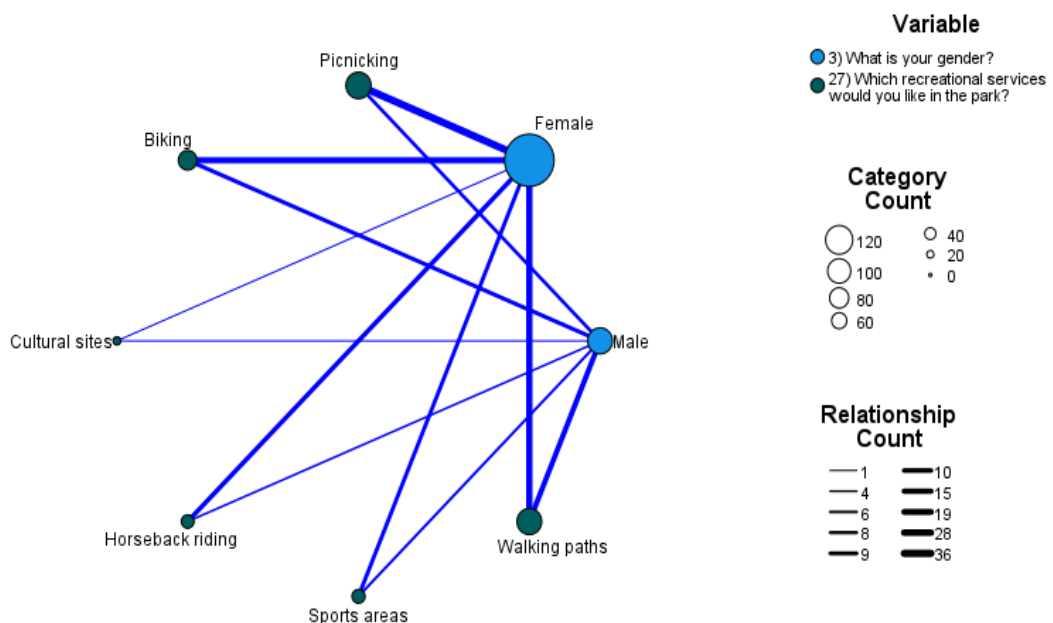 Variable
3) What is your gender?
27) Which recreational services
would you like in the park?
Picnicking
Female
Biking
Cultural sites
Male
Horseback riding
Walking paths
Sports areas
Category
Count
120 40
100 20
80 0
60
Relationship
Count
1 10
4 15
6 19
8 28
9 36